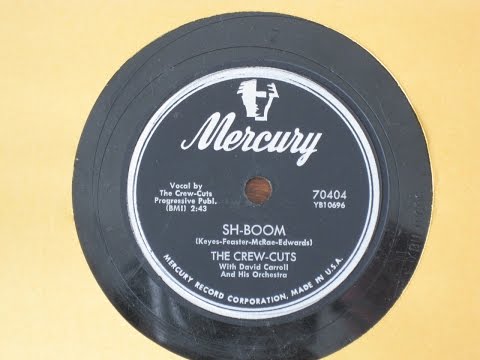 Mercury
Vocal by
The Crew-Cuts
Progressive Publ.
(BMI) 2:43
70404
YB10696
SH-BOOM
(Keyes-Feaster-McRae-Edwards)
THE CREW-CUTS
With David Carroll
And His Orchestra
MERCURY RECORD CORPORATION, MADE IN U.S.A.